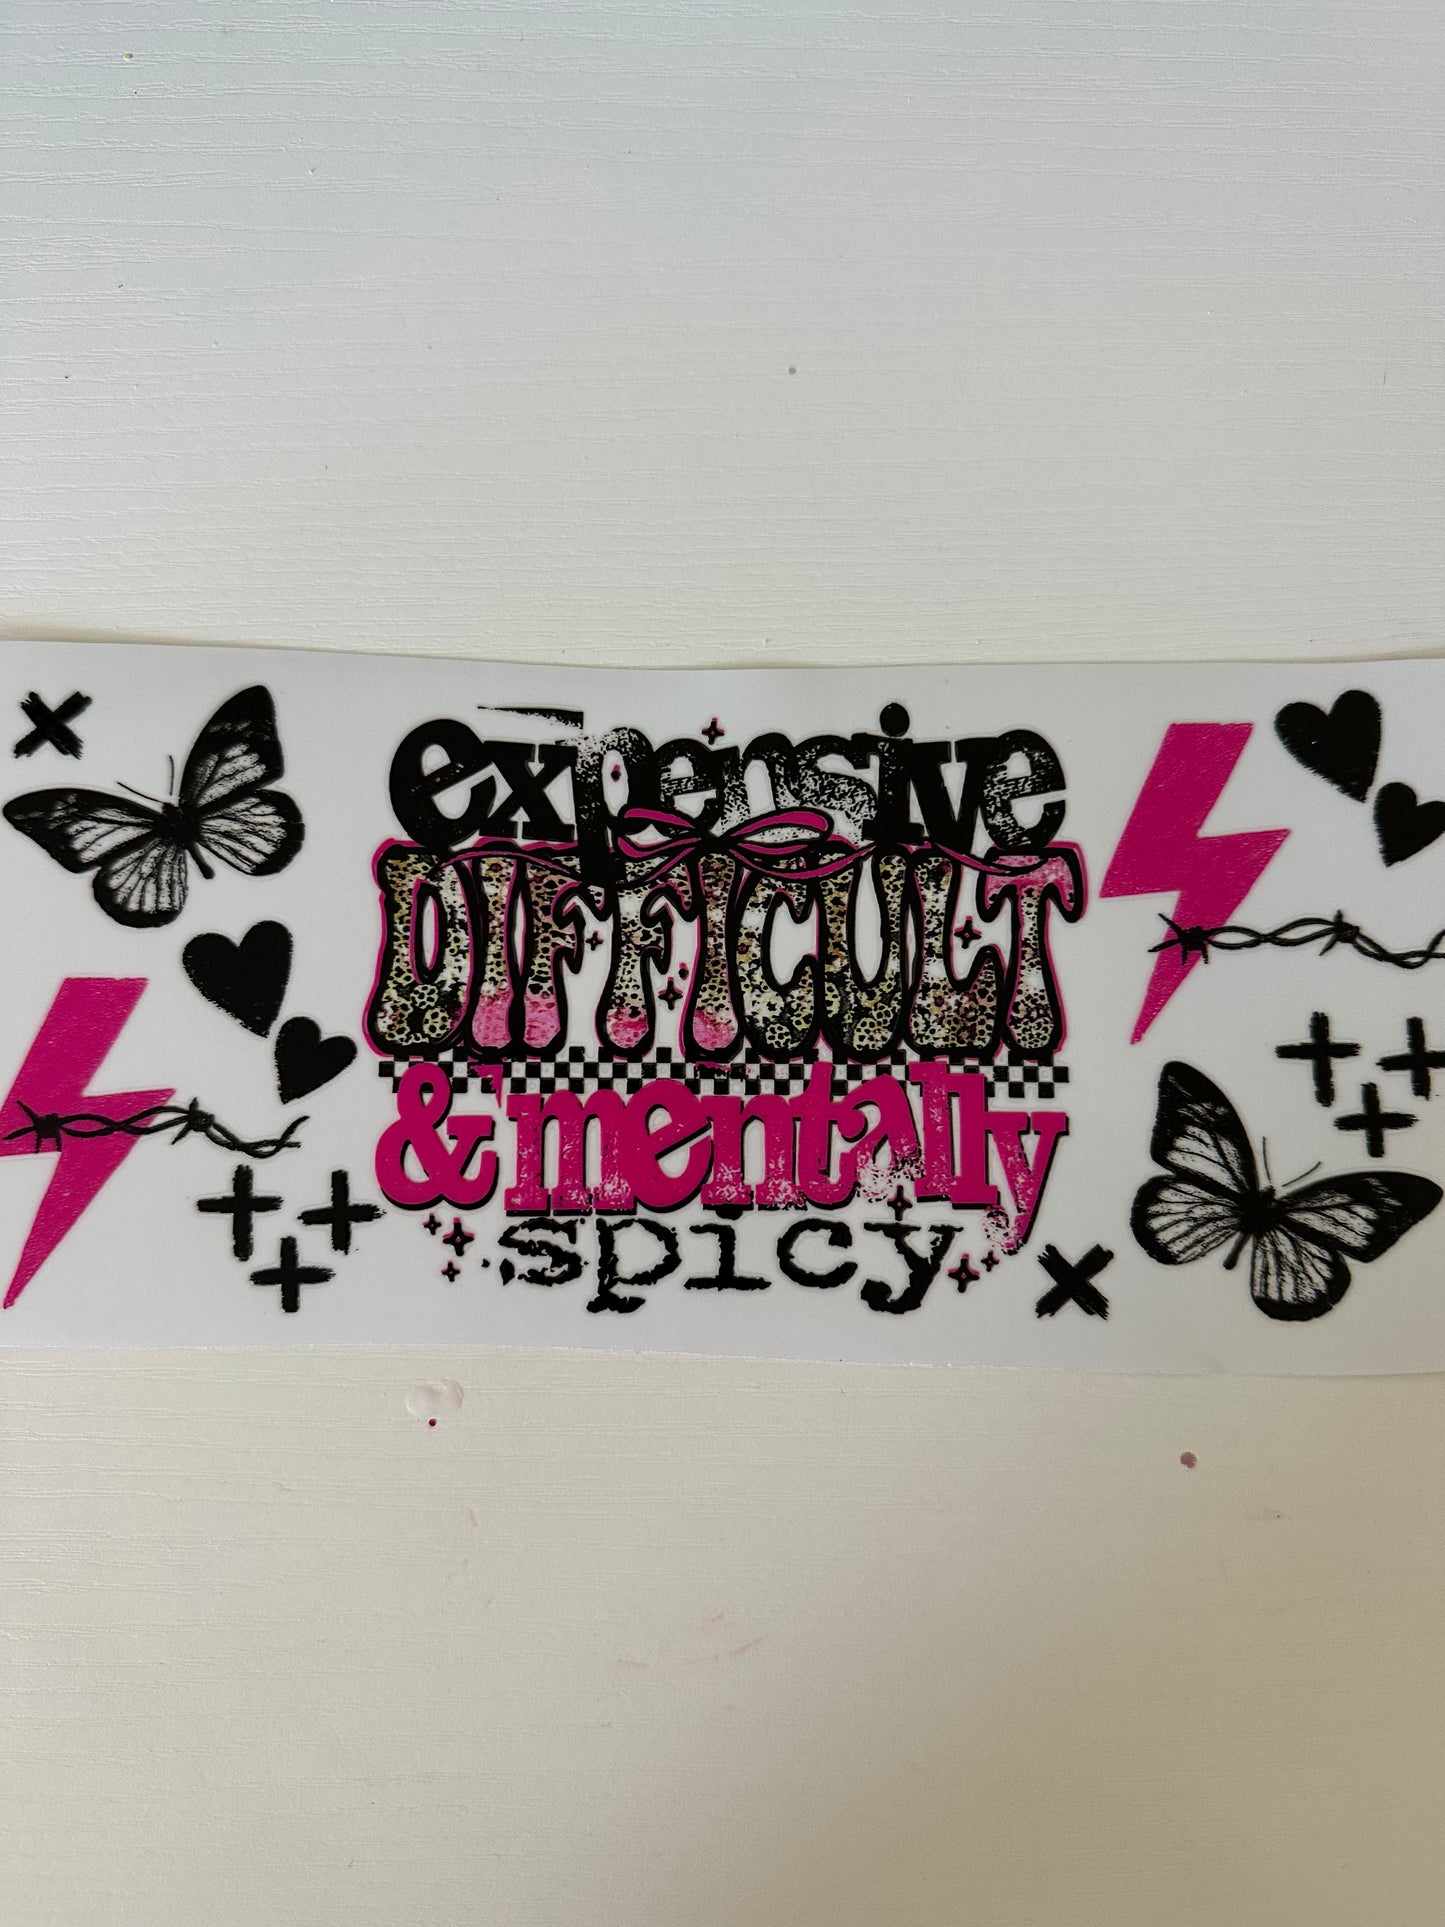 expensive
DIFFICULT
& mentally
spicy